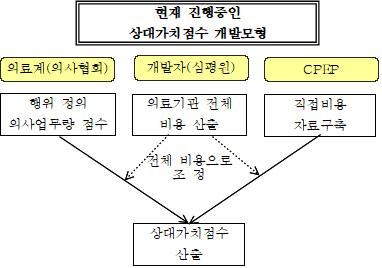 현재 진행중인
상대가치점수 개발모형
의료계(의사협회)
개발자(심평원)
CPEP
행위 정의
의사업무량 점수
의료기관 전체
비용 산출
직접비용
자료구축
전체 비용으로
조 정
상대가치점수
산출